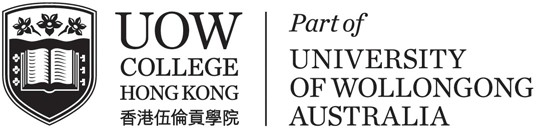 UOW
COLLEGE
HONG KONG
香港伍倫貢學院
Part of
UNIVERSITY
OF WOLLONGONG
AUSTRALIA